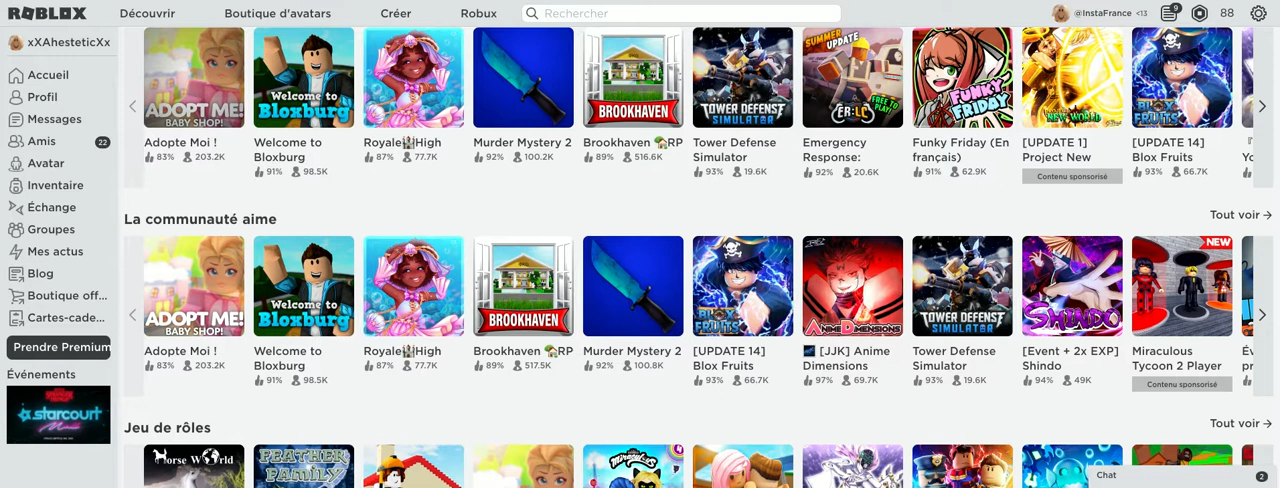 ROBLOX
Découvrir
Boutique d'avatars
Créer
Robux
Rechercher
@InstaFrance <13
9
88
xXAhesteticXx
Accueil
Profil
Messages
Amis
22
Avatar
Inventaire
Échange
Groupes
Mes actus
Blog
Boutique off...
Cartes-cade...
Prendre Premium
Événements
starcourt
ADOPT ME!
BABY SHOP!
Welcome to
Bloxburg
BROOKHAVEN
TOWER DEFENSE
SIMULATOR
SUMMER
UPDATE
ER:LC
FREE TO
PLAY!
FUNKY
FRIDAY
NEW WORLD
BLOX
FRUITS
Adopte Moi !
83% 203.2K
Welcome to
Bloxburg
91% 98.5K
Royale🏰High
87% 77.7K
Murder Mystery 2
92% 100.2K
Brookhaven 🏡RP
89% 516.6K
Tower Defense
Simulator
93% 19.6K
Emergency
Response:
92% 20.6K
Funky Friday (En
français)
91% 62.9K
[UPDATE 1]
Project New
Contenu sponsorisé
[UPDATE 14]
Blox Fruits
93% 66.7K
La communauté aime
Tout voir →
ADOPT ME!
BABY SHOP!
Welcome to
Bloxburg
BROOKHAVEN
BLOX
FRUITS
ANIME DIMENSIONS
TOWER DEFENSE
SIMULATOR
SHINDO
NEW
Adopte Moi !
83% 203.2K
Welcome to
Bloxburg
91% 98.5K
Royale🏰High
87% 77.7K
Brookhaven 🏡RP
89% 517.5K
Murder Mystery 2
92% 100.8K
[UPDATE 14]
Blox Fruits
93% 66.7K
[JJK] Anime
Dimensions
97% 69.7K
Tower Defense
Simulator
93% 19.6K
[Event + 2x EXP]
Shindo
94% 49K
Miraculous
Tycoon 2 Player
Contenu sponsorisé
Jeu de rôles
Tout voir →
Horse World
FEATHER
FAMILY
MIRACULOUS
Chat
2